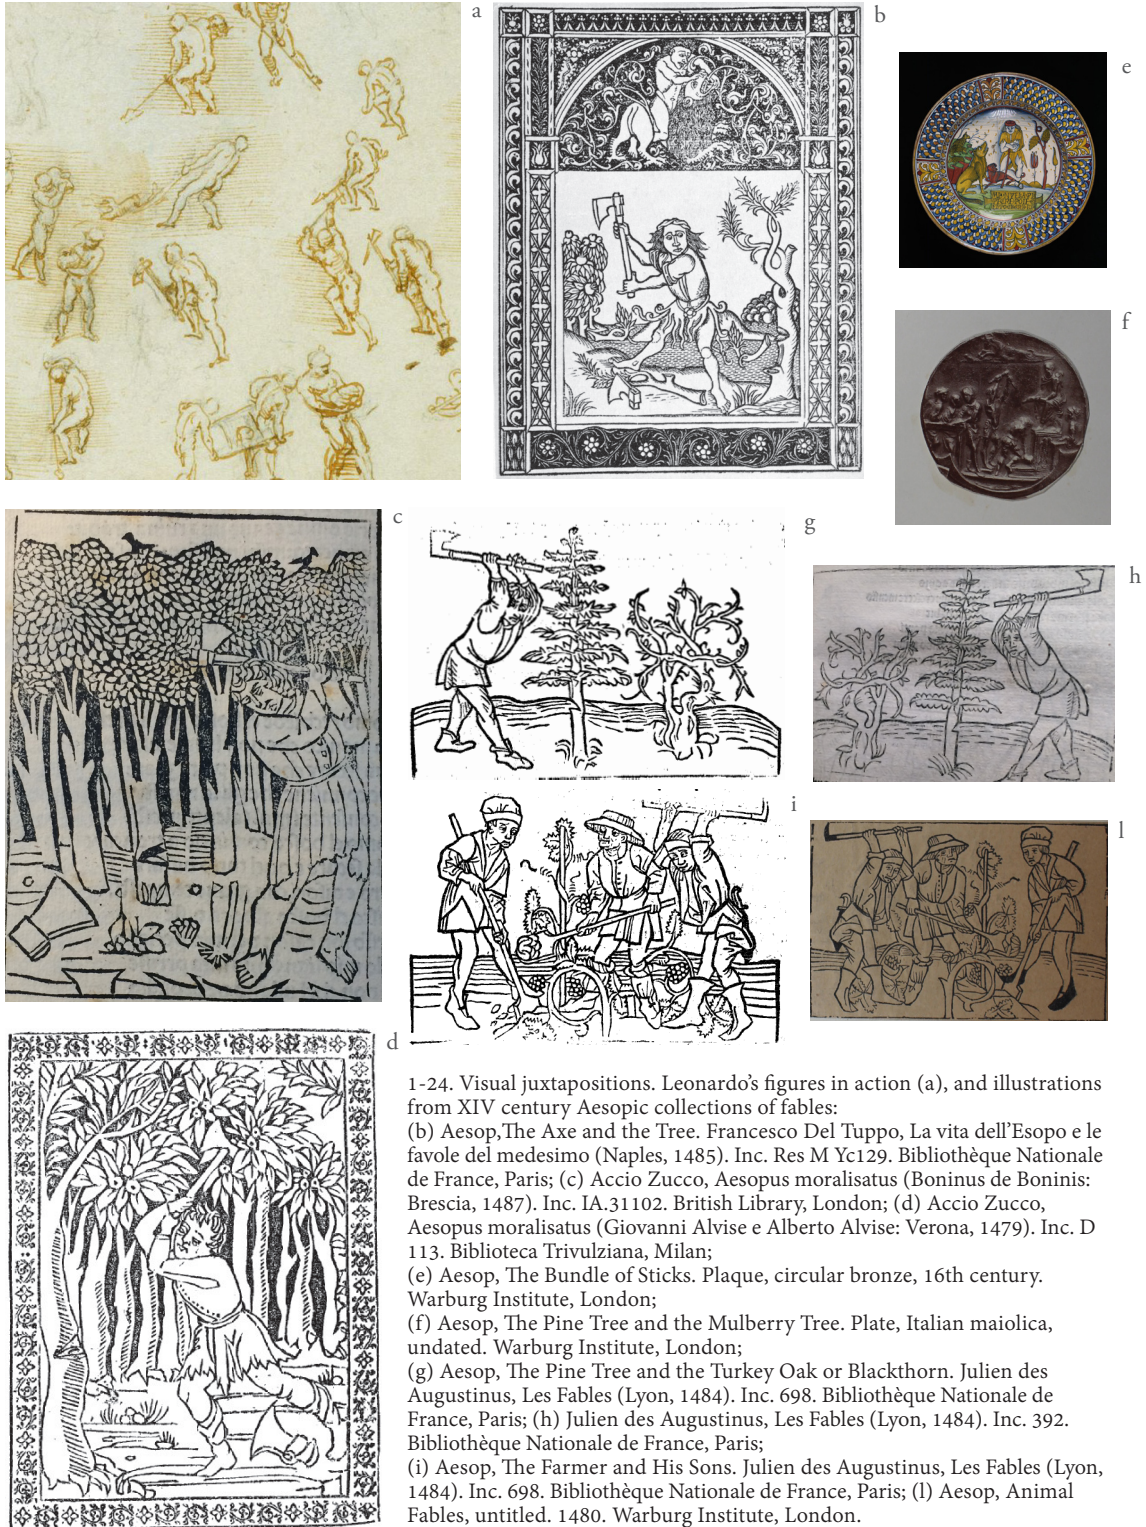 a
b
e
f
c
g
h
i
l
d
1-24. Visual juxtapositions. Leonardo's figures in action (a), and illustrations
from XIV century Aesopic collections of fables:
(b) Aesop,The Axe and the Tree. Francesco Del Tuppo, La vita dell'Esopo e le
favole del medesimo (Naples, 1485). Inc. Res M Yc129. Bibliothèque Nationale
de France, Paris; (c) Accio Zucco, Aesopus moralisatus (Boninus de Boninis:
Brescia, 1487). Inc. IA.31102. British Library, London; (d) Accio Zucco,
Aesopus moralisatus (Giovanni Alvise e Alberto Alvise: Verona, 1479). Inc. D
113. Biblioteca Trivulziana, Milan;
(e) Aesop, The Bundle of Sticks. Plaque, circular bronze, 16th century.
Warburg Institute, London;
(f) Aesop, The Pine Tree and the Mulberry Tree. Plate, Italian maiolica,
undated. Warburg Institute, London;
(g) Aesop, The Pine Tree and the Turkey Oak or Blackthorn. Julien des
Augustinus, Les Fables (Lyon, 1484). Inc. 698. Bibliothèque Nationale de
France, Paris; (h) Julien des Augustinus, Les Fables (Lyon, 1484). Inc. 392.
Bibliothèque Nationale de France, Paris;
(i) Aesop, The Farmer and His Sons. Julien des Augustinus, Les Fables (Lyon,
1484). Inc. 698. Bibliothèque Nationale de France, Paris; (l) Aesop, Animal
Fables, untitled. 1480. Warburg Institute, London.